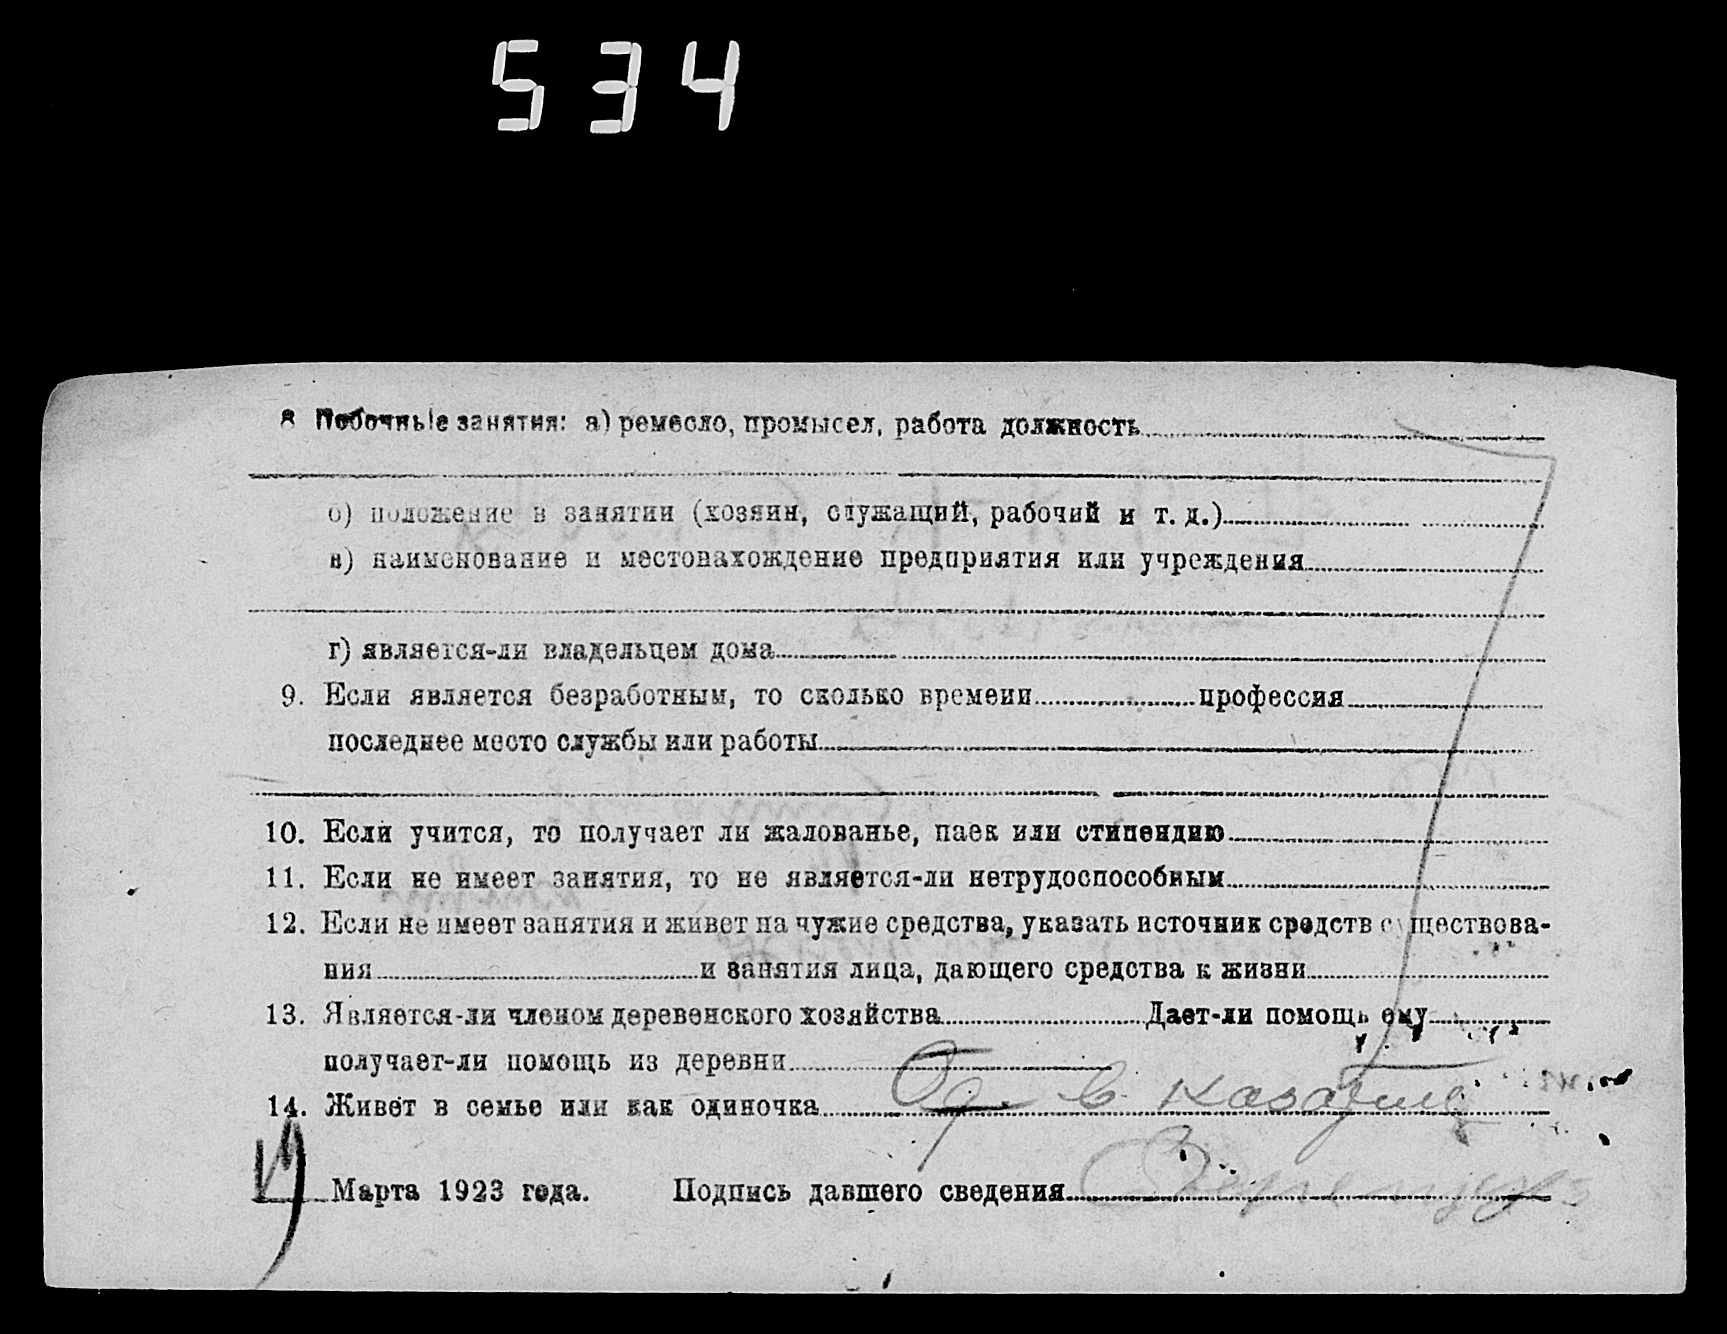 534
8 Побочные занятия: а) ремесло, промысел, работа должность
б) положение в занятии (хозяин, служащий, рабочий и т. д.)
в) наименование и местонахождение предприятия или учреждения
г) является-ли владельцем дома
9. Если является безработным, то сколько времени профессия
последнее место службы или работы
10. Если учится, то получает ли жалованье, паек или стипендию
11. Если не имеет занятия, то не является-ли нетрудоспособным
12. Если не имеет занятия и живет на чужие средства, указать источник средств существова-
ния и занятия лица, дающего средства к жизни
13. Является-ли членом деревенского хозяйства Дает-ли помощь ему
получает-ли помощь из деревни
14. Живет в семье или как одиночка Од. в
Марта 1923 года. Подпись давшего сведения